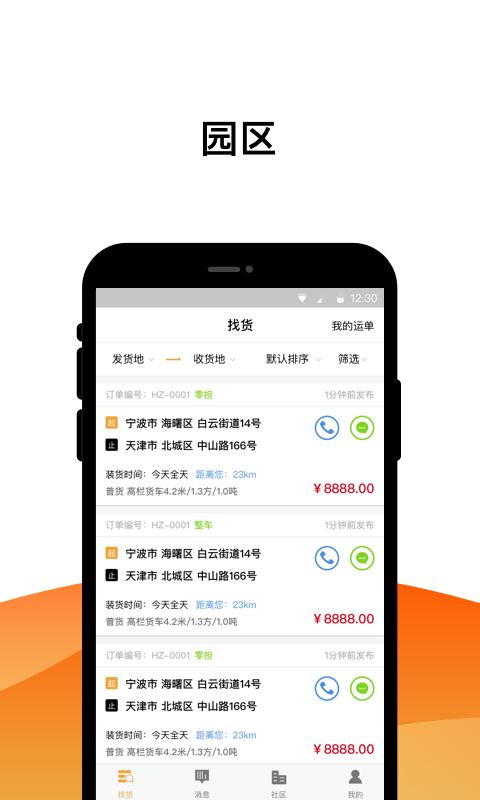 园区
12:30
找货 我的运单
发货地 收货地 默认排序 筛选
订单编号：HZ-0001 零担 1分钟前发布
起 宁波市 海曙区 白云街道14号
止 天津市 北城区 中山路166号
装货时间：今天全天 距离您：23km
普货 高栏货车4.2米/1.3方/1.0吨 ￥8888.00
订单编号：HZ-0001 整车 1分钟前发布
起 宁波市 海曙区 白云街道14号
止 天津市 北城区 中山路166号
装货时间：今天全天 距离您：23km
普货 高栏货车4.2米/1.3方/1.0吨 ￥8888.00
订单编号：HZ-0001 零担 1分钟前发布
起 宁波市 海曙区 白云街道14号
止 天津市 北城区 中山路166号
装货时间：今天全天 距离您：23km
普货 高栏货车4.2米/1.3方/1.0吨 ￥8888.00
找货 消息 社区 我的